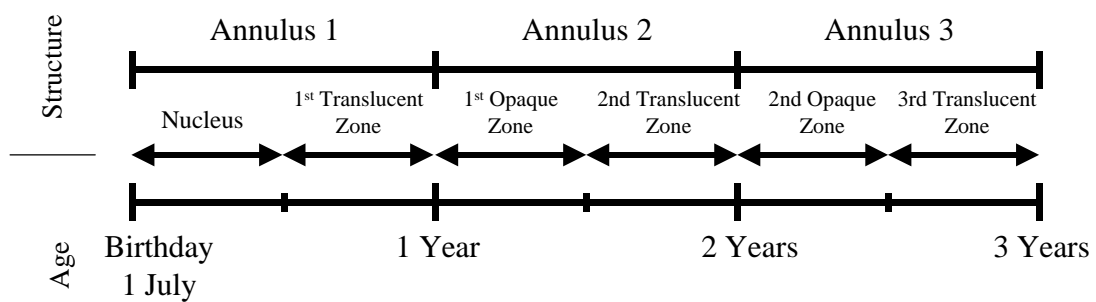 Structure
Annulus 1
Annulus 2
Annulus 3
Nucleus
1st Translucent
Zone
1st Opaque
Zone
2nd Translucent
Zone
2nd Opaque
Zone
3rd Translucent
Zone
Age
Birthday
1 July
1 Year
2 Years
3 Years